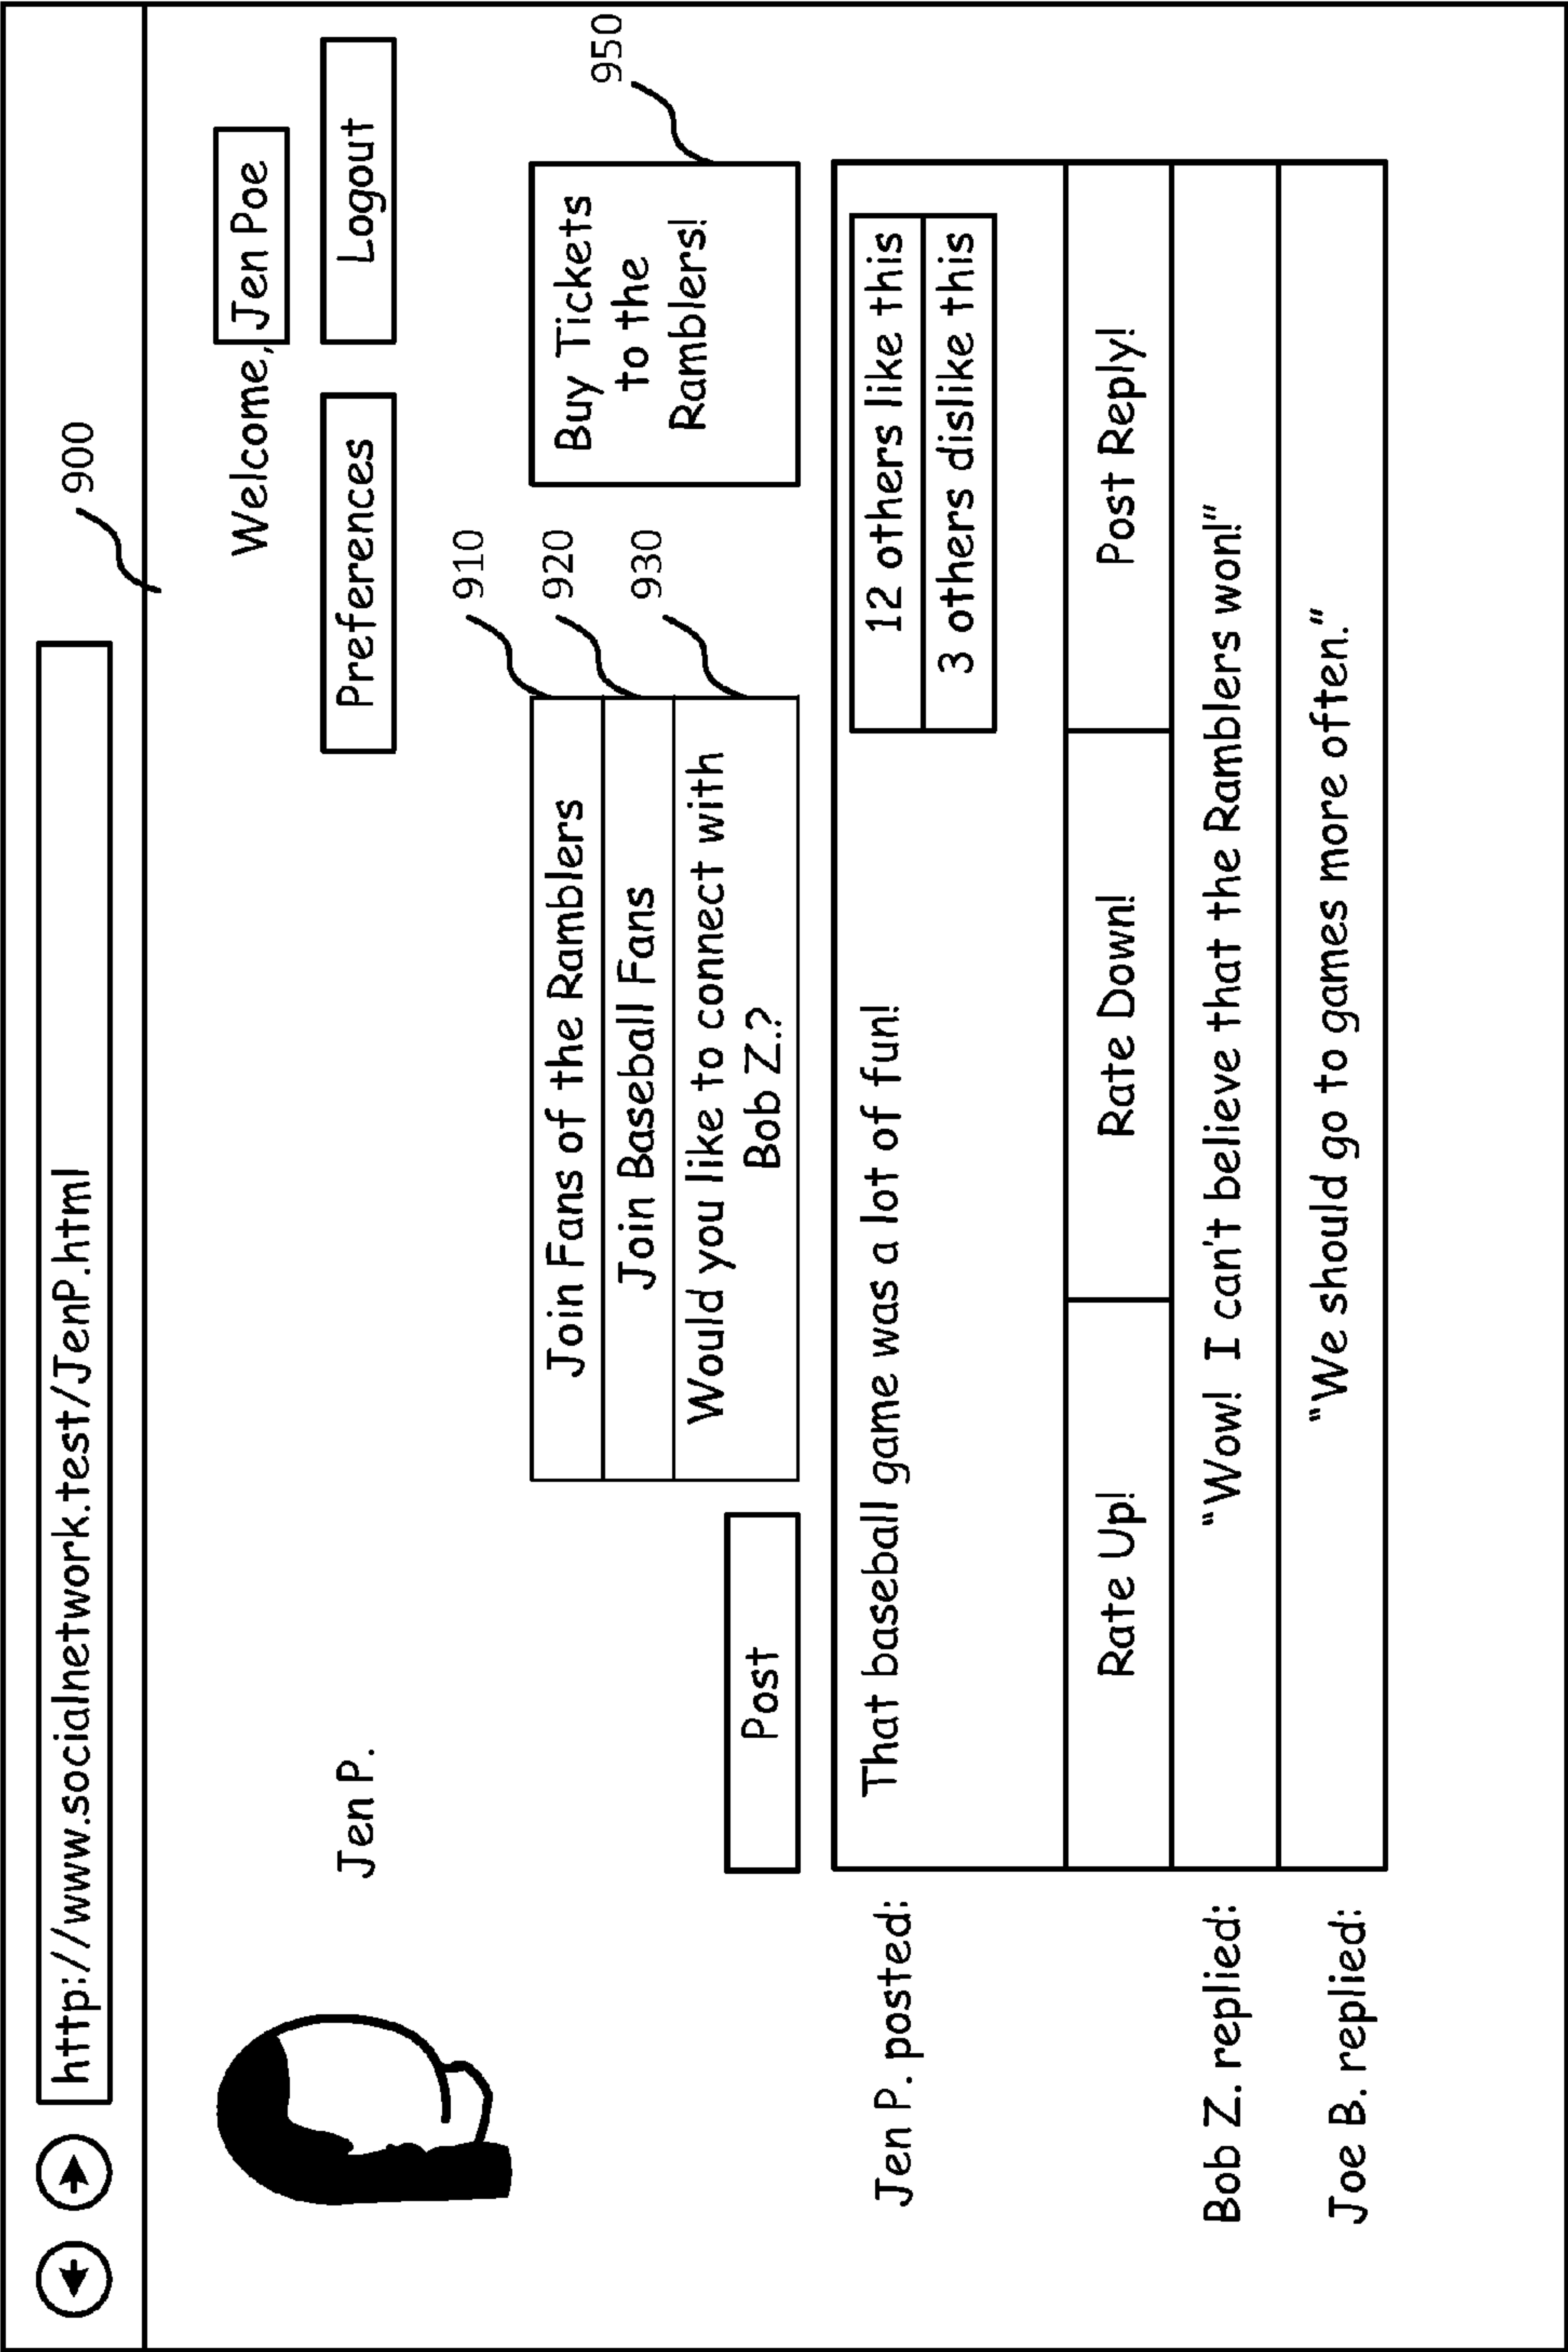 http://www.socialnetwork.test/JenP.html
900
Welcome, Jen Poe
Jen P.
Preferences
Logout
910
Join Fans of the Ramblers
920
Join Baseball Fans
930
Would you like to connect with
Bob Z.?
950
Buy Tickets
to the
Ramblers!
Post
Jen P. posted:
That baseball game was a lot of fun!
12 others like this
3 others dislike this
Rate Up!
Rate Down!
Post Reply!
Bob Z. replied:
“Wow! I can't believe that the Ramblers won!”
Joe B. replied:
“We should go to games more often.”